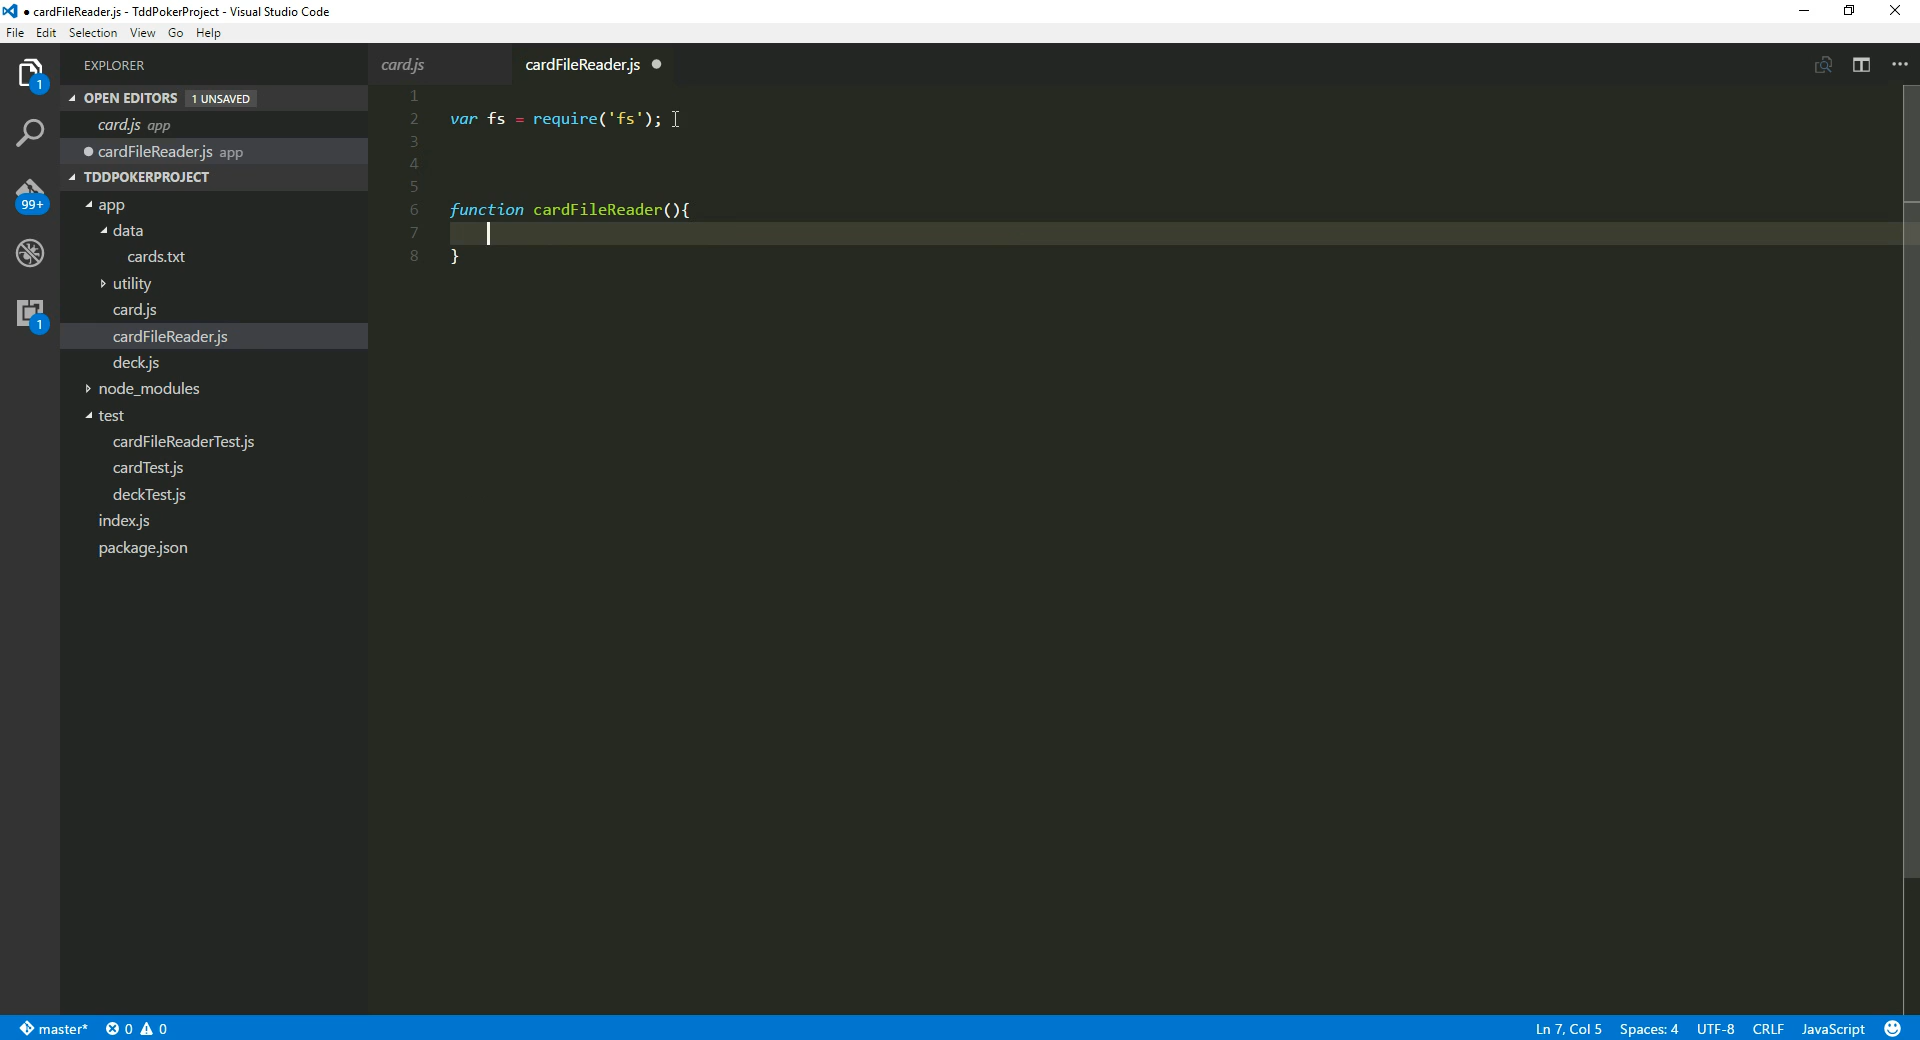 ● cardFileReader.js - TddPokerProject - Visual Studio Code
File Edit Selection View Go Help
EXPLORER
card.js
cardFileReader.js
1
OPEN EDITORS 1 UNSAVED
card.js app
cardFileReader.js app
TDDPOKERPROJECT
99+
app
data
cards.txt
utility
card.js
1
cardFileReader.js
deck.js
node_modules
test
cardFileReaderTest.js
cardTest.js
deckTest.js
index.js
package.json
1
2 var fs = require('fs');
3
4
5
6 function cardFileReader(){
7
8 }
master* 0 0
Ln 7, Col 5 Spaces: 4 UTF-8 CRLF JavaScript